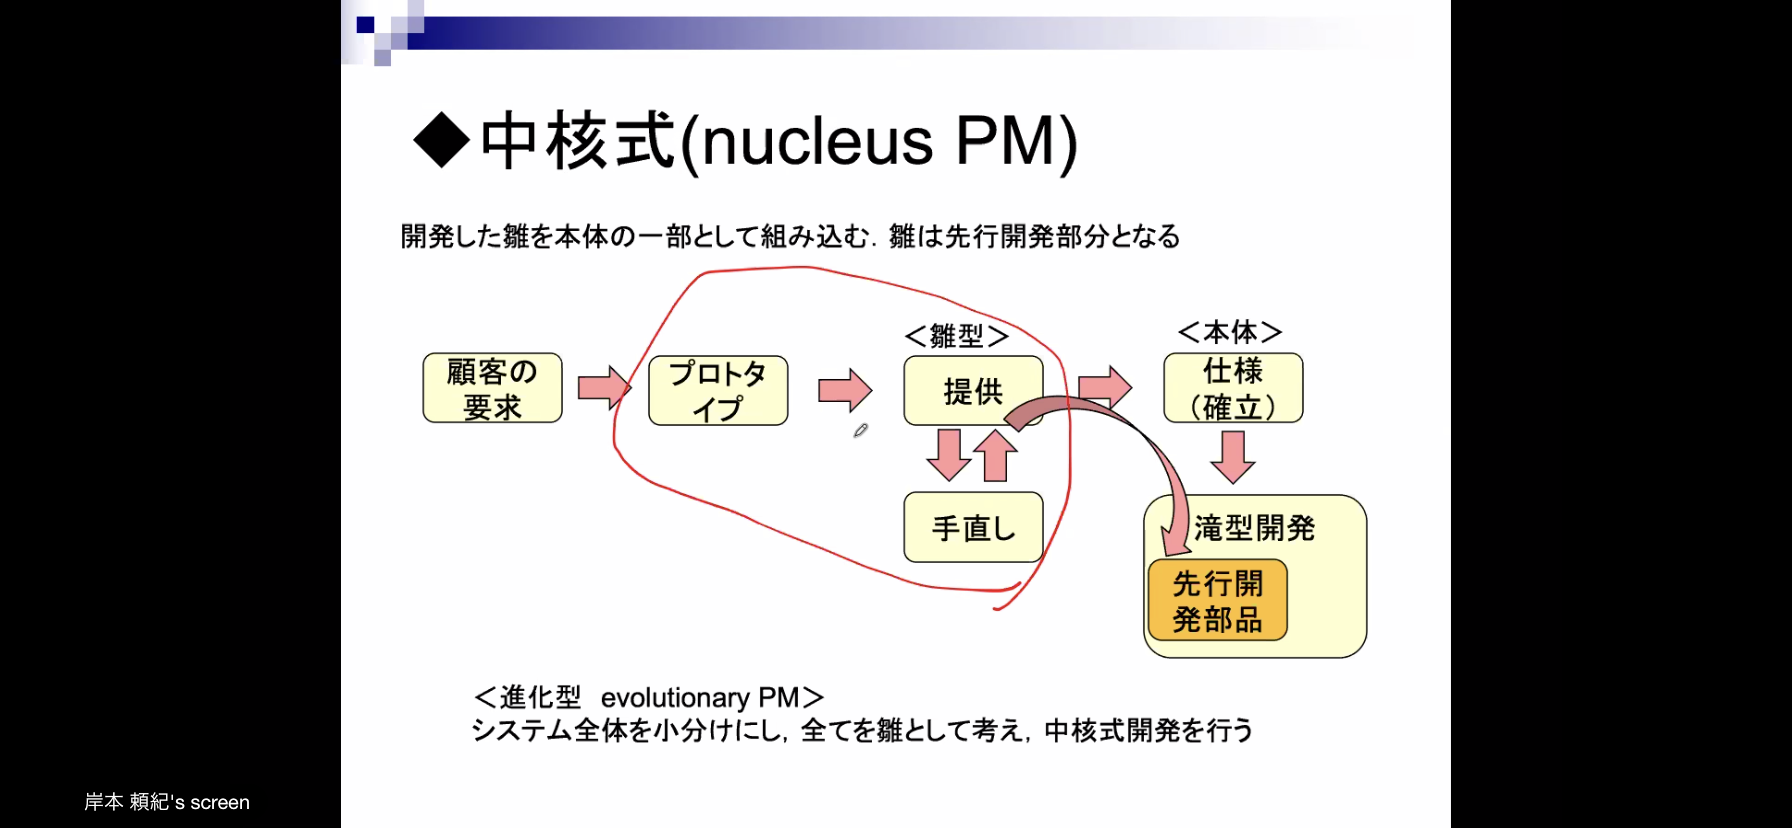 ◆中核式(nucleus PM)
開発した雛を本体の一部として組み込む．雛は先行開発部分となる
＜雛型＞
＜本体＞
顧客の
要求
プロトタ
イプ
提供
仕様
（確立）
手直し
滝型開発
先行開
発部品
＜進化型　evolutionary PM＞
システム全体を小分けにし，全てを雛として考え，中核式開発を行う
岸本 頼紀's screen